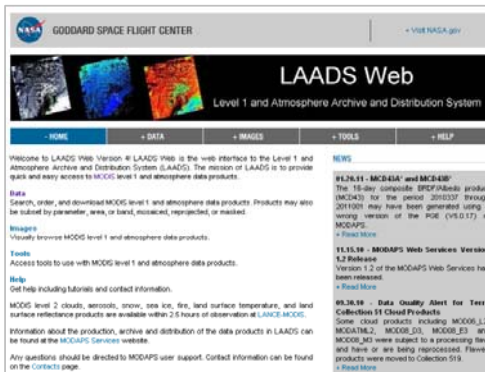 NASA
GODDARD SPACE FLIGHT CENTER
+ Visit NASA.gov
LAADS Web
Level 1 and Atmosphere Archive and Distribution System
- HOME
+ DATA
+ IMAGES
+ TOOLS
+ HELP
Welcome to LAADS Web Version 4! LAADS Web is the web interface to the Level 1 and
Atmosphere Archive and Distribution System (LAADS). The mission of LAADS is to provide
quick and easy access to MODIS level 1 and atmosphere data products.
Data
Search, order, and download MODIS level 1 and atmosphere data products. Products may also
be subset by parameter, area, or band, mosaiced, reprojected, or masked.
Images
Visually browse MODIS level 1 and atmosphere data products.
Tools
Access tools to use with MODIS level 1 and atmosphere data products.
Help
Get help including tutorials and contact information.
MODIS level 2 clouds, aerosols, snow, sea ice, fire, land surface temperature, and land
surface reflectance products are available within 2.5 hours of observation at LANCE-MODIS.
Information about the production, archive and distribution of the data products in LAADS can
be found at the MODAPS Services website.
Any questions should be directed to MODAPS user support. Contact information can be found
on the Contacts page.
NEWS
01.26.11 - MCD43A* and MCD43B*
The 16-day composite BRDF/Albedo produc
(MCD43) for the period 2010337 throug
2011001 may have been generated using
wrong version of the PGE (V5.0.17)
MODAPS.
+ Read More
11.15.10 - MODAPS Web Services Version
1.2 Release
Version 1.2 of the MODAPS Web Services ha
been released.
+ Read More
09.30.10 - Data Quality Alert for Terr
Collection 51 Cloud Products
Some cloud products including MOD06_L2
MODATML2, MOD08_D3, MOD08_E3 an
MOD08_M3 were subject to a processing flaw
and have or are being reprocessed. Flawe
products were moved to Collection 519.
+ Read More